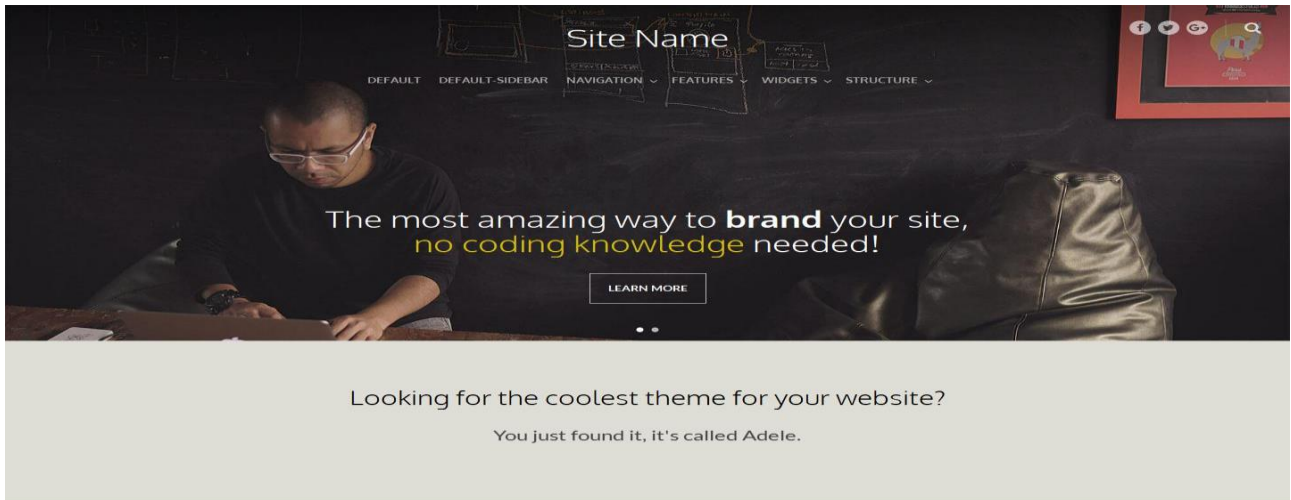 Site Name
DEFAULT DEFAULT-SIDEBAR NAVIGATION FEATURES WIDGETS STRUCTURE
The most amazing way to brand your site,
no coding knowledge needed!
LEARN MORE
Looking for the coolest theme for your website?
You just found it, it's called Adele.